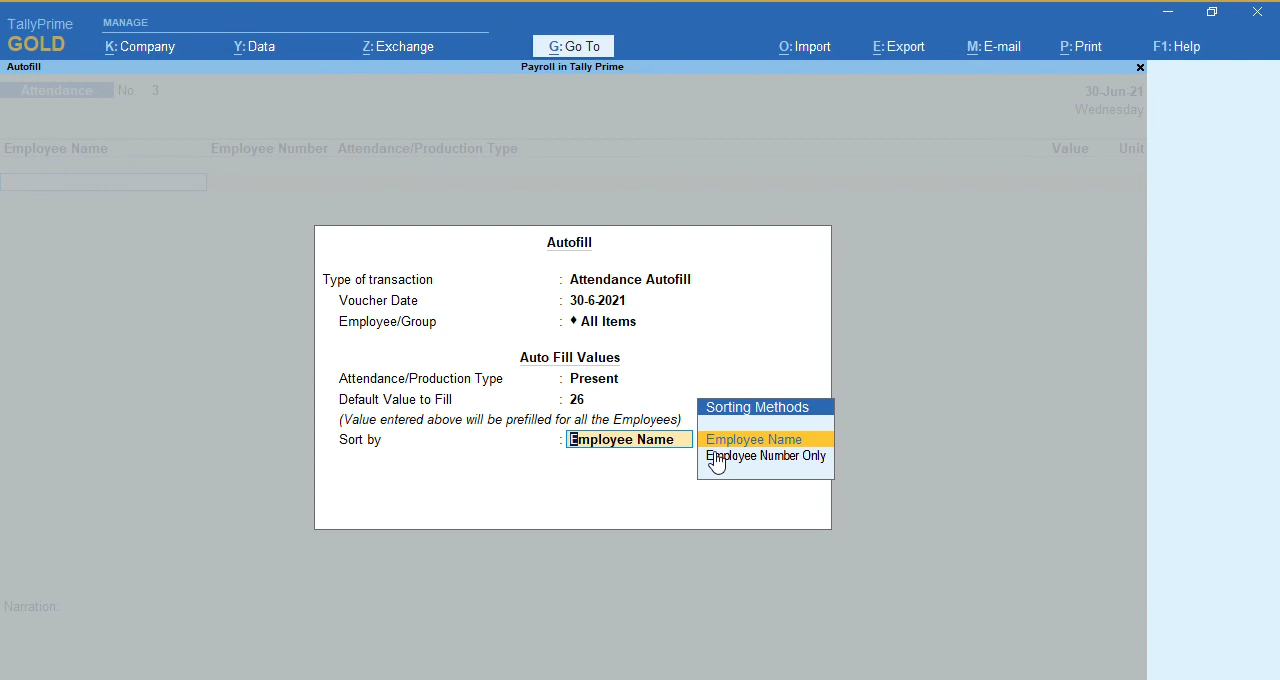 TallyPrime MANAGE
GOLD K: Company Y: Data Z: Exchange G: Go To O: Import E: Export M: E-mail P: Print F1: Help
Autofill Payroll in Tally Prime
Attendance No. 3 30-Jun-21
Wednesday
Employee Name Employee Number Attendance/Production Type Value Unit
Autofill
Type of transaction : Attendance Autofill
Voucher Date : 30-6-2021
Employee/Group : ♦ All Items
Auto Fill Values
Attendance/Production Type : Present
Default Value to Fill : 26
(Value entered above will be prefilled for all the Employees)
Sort by : Employee Name
Sorting Methods
Employee Name
Employee Number Only
Narration: